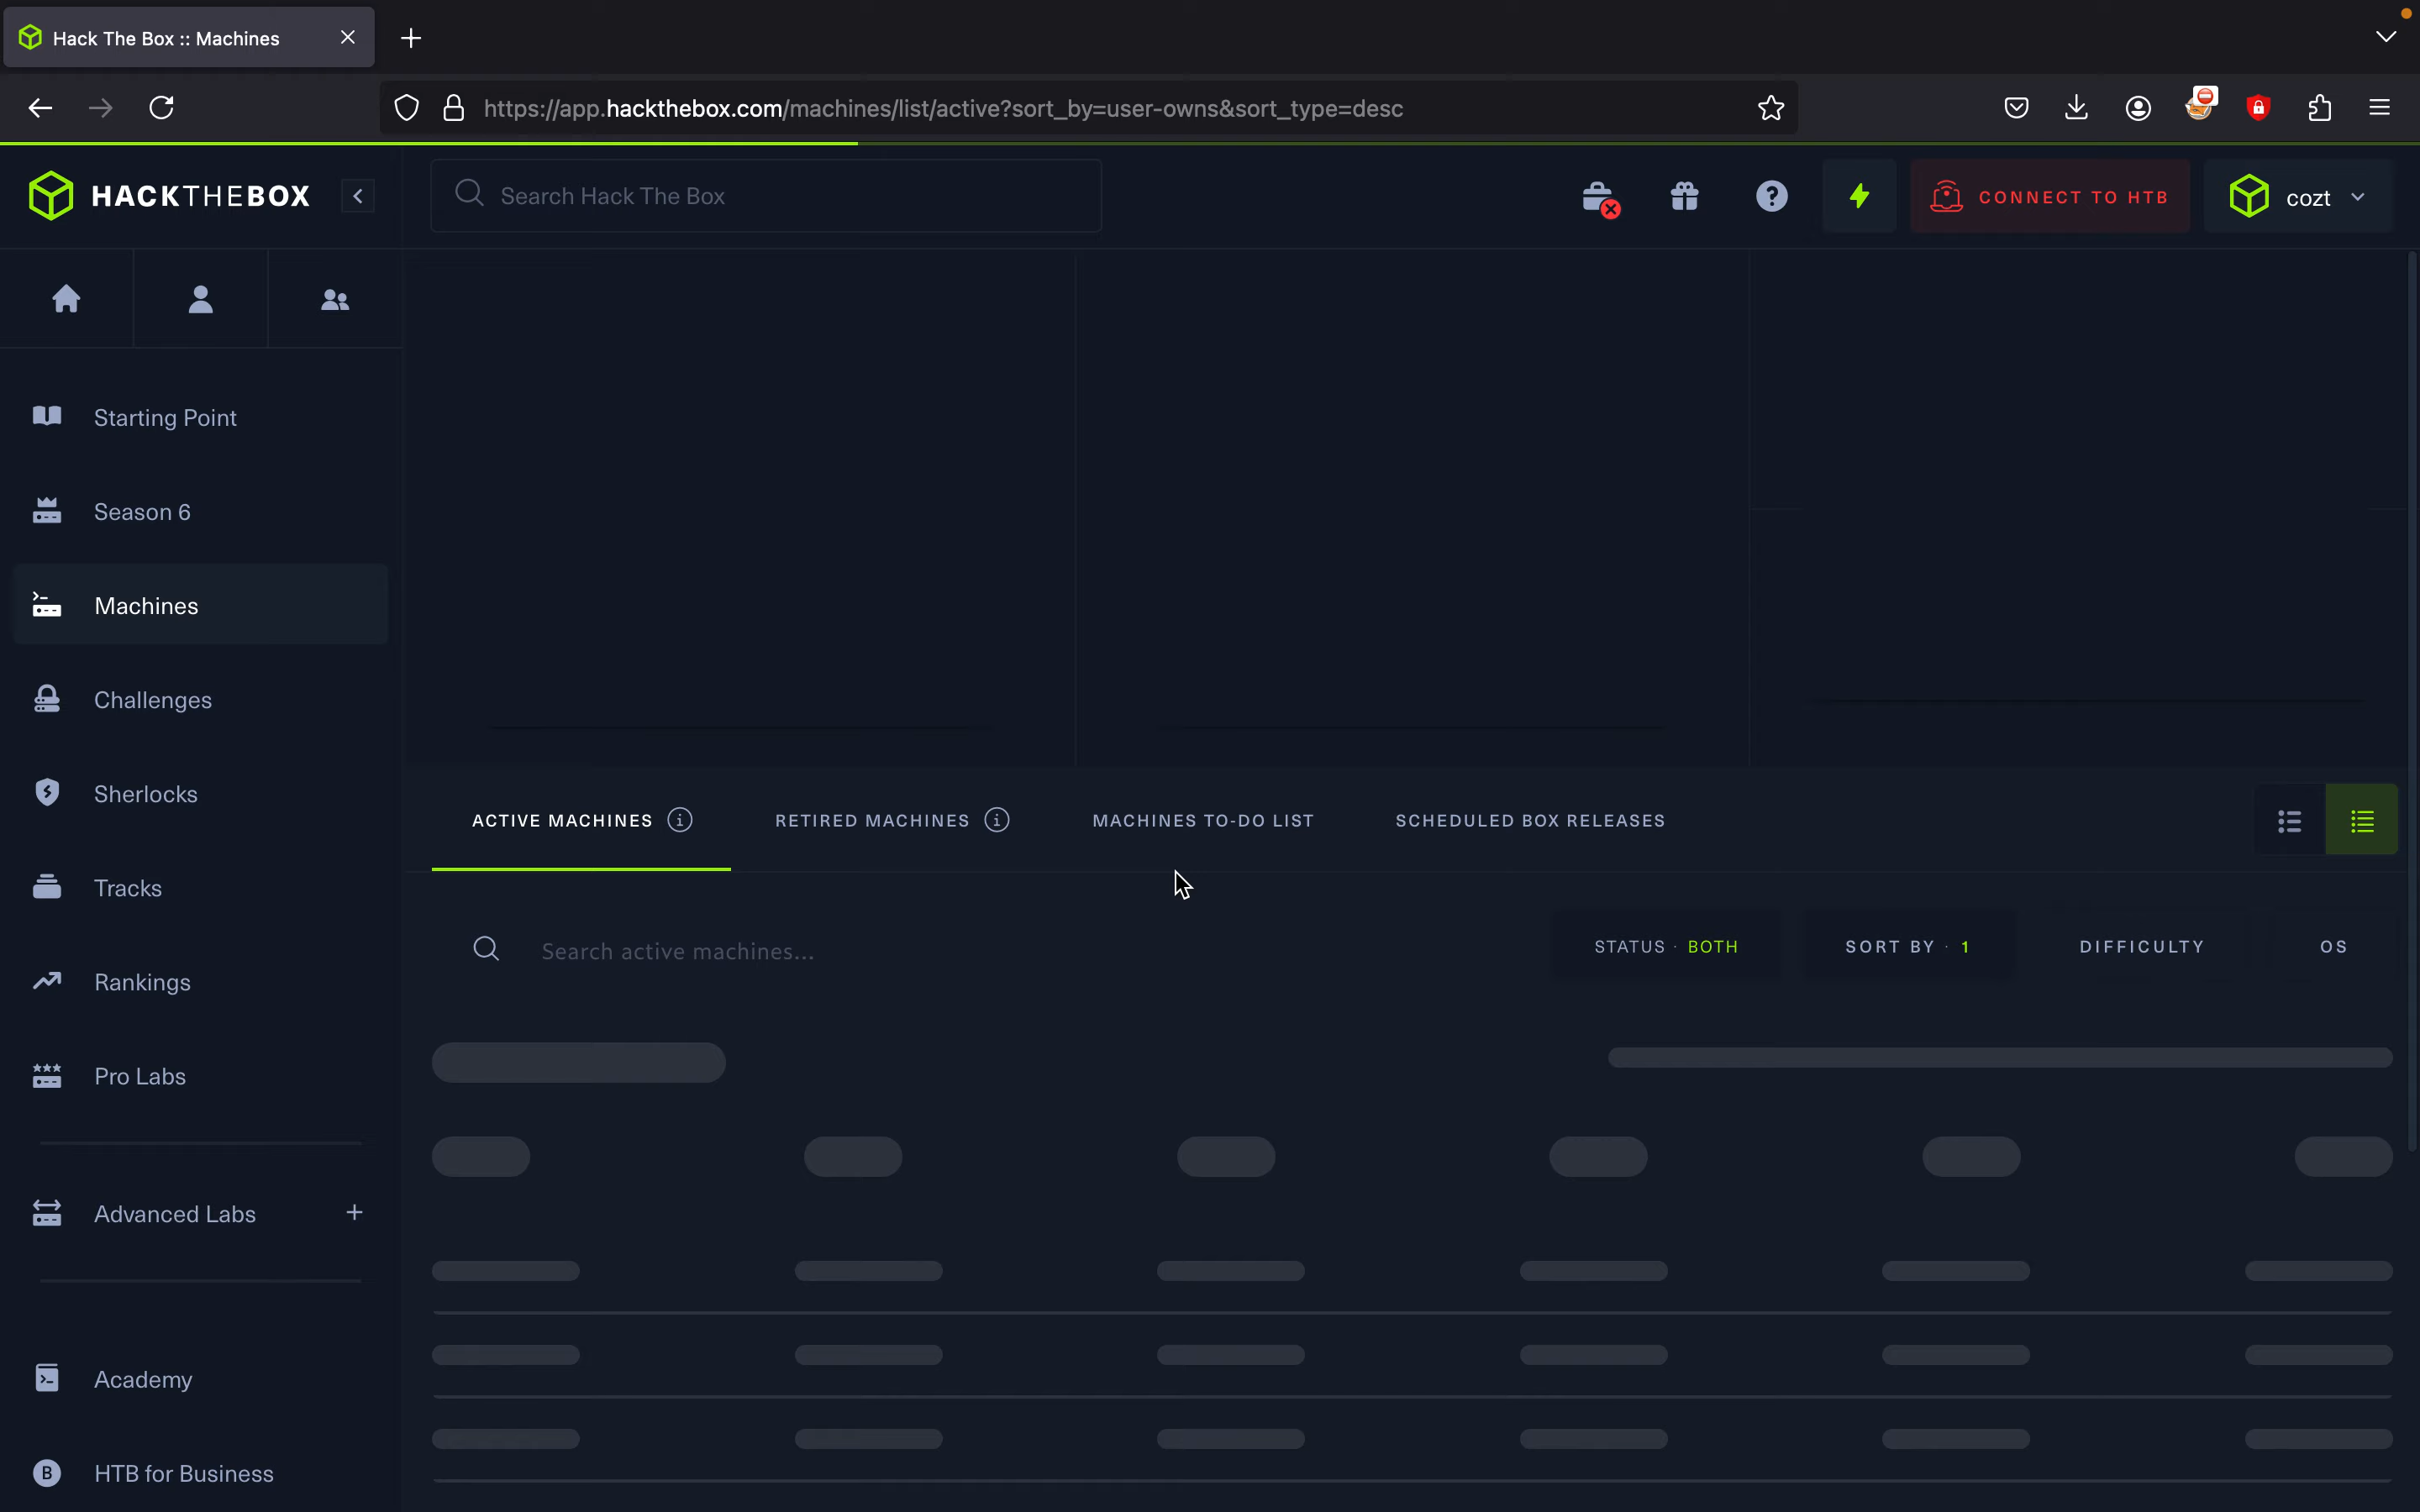 Hack The Box :: Machines
https://app.hackthebox.com/machines/list/active?sort_by=user-owns&sort_type=desc
HACKTHEBOX
Search Hack The Box
CONNECT TO HTB
cozt
Starting Point
Season 6
Machines
Challenges
Sherlocks
Tracks
Rankings
Pro Labs
Advanced Labs +
Academy
B HTB for Business
ACTIVE MACHINES
RETIRED MACHINES
MACHINES TO-DO LIST
SCHEDULED BOX RELEASES
Search active machines...
STATUS · BOTH
SORT BY · 1
DIFFICULTY
OS